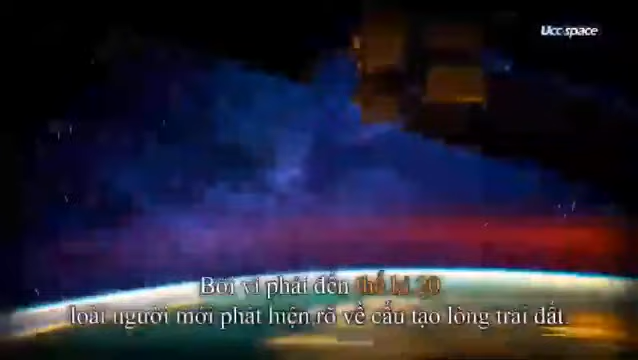 Ucc space
Bởi vì phải đến thế kỉ 20
loài người mới phát hiện rõ về cấu tạo lòng trái đất.